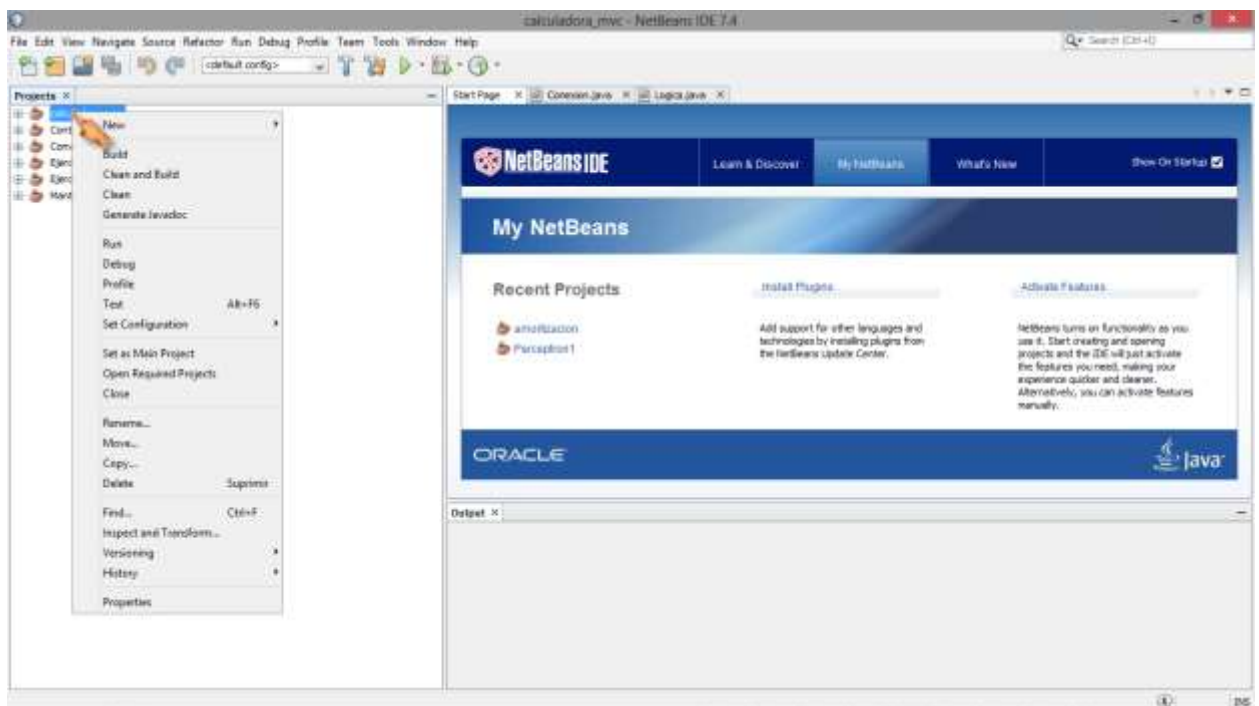 calculadora_mvc - NetBeans IDE 7.4
File Edit View Navigate Source Refactor Run Debug Profile Team Tools Window Help
Search (Ctrl+I)
<default config>
Projects
Start Page Conexion.java Logica.java
New
Build
Clean and Build
Clean
Generate Javadoc
Run
Debug
Profile
Test Alt+F6
Set Configuration
Set as Main Project
Open Required Projects
Close
Rename...
Move...
Copy...
Delete Suprimir
Find... Ctrl+F
Inspect and Transform...
Versioning
History
Properties
NetBeans IDE
Learn & Discover My NetBeans What's New Show On Startup
My NetBeans
Recent Projects
amortizacion
Perceptron1
Install Plugins
Add support for other languages and
technologies by installing plugins from
the NetBeans Update Center.
Activate Features
NetBeans turns on functionality as you
use it. Start creating and opening
projects and the IDE will just activate
the features you need, making your
experience quicker and cleaner.
Alternatively, you can activate features
manually.
ORACLE
Java
Output
INS